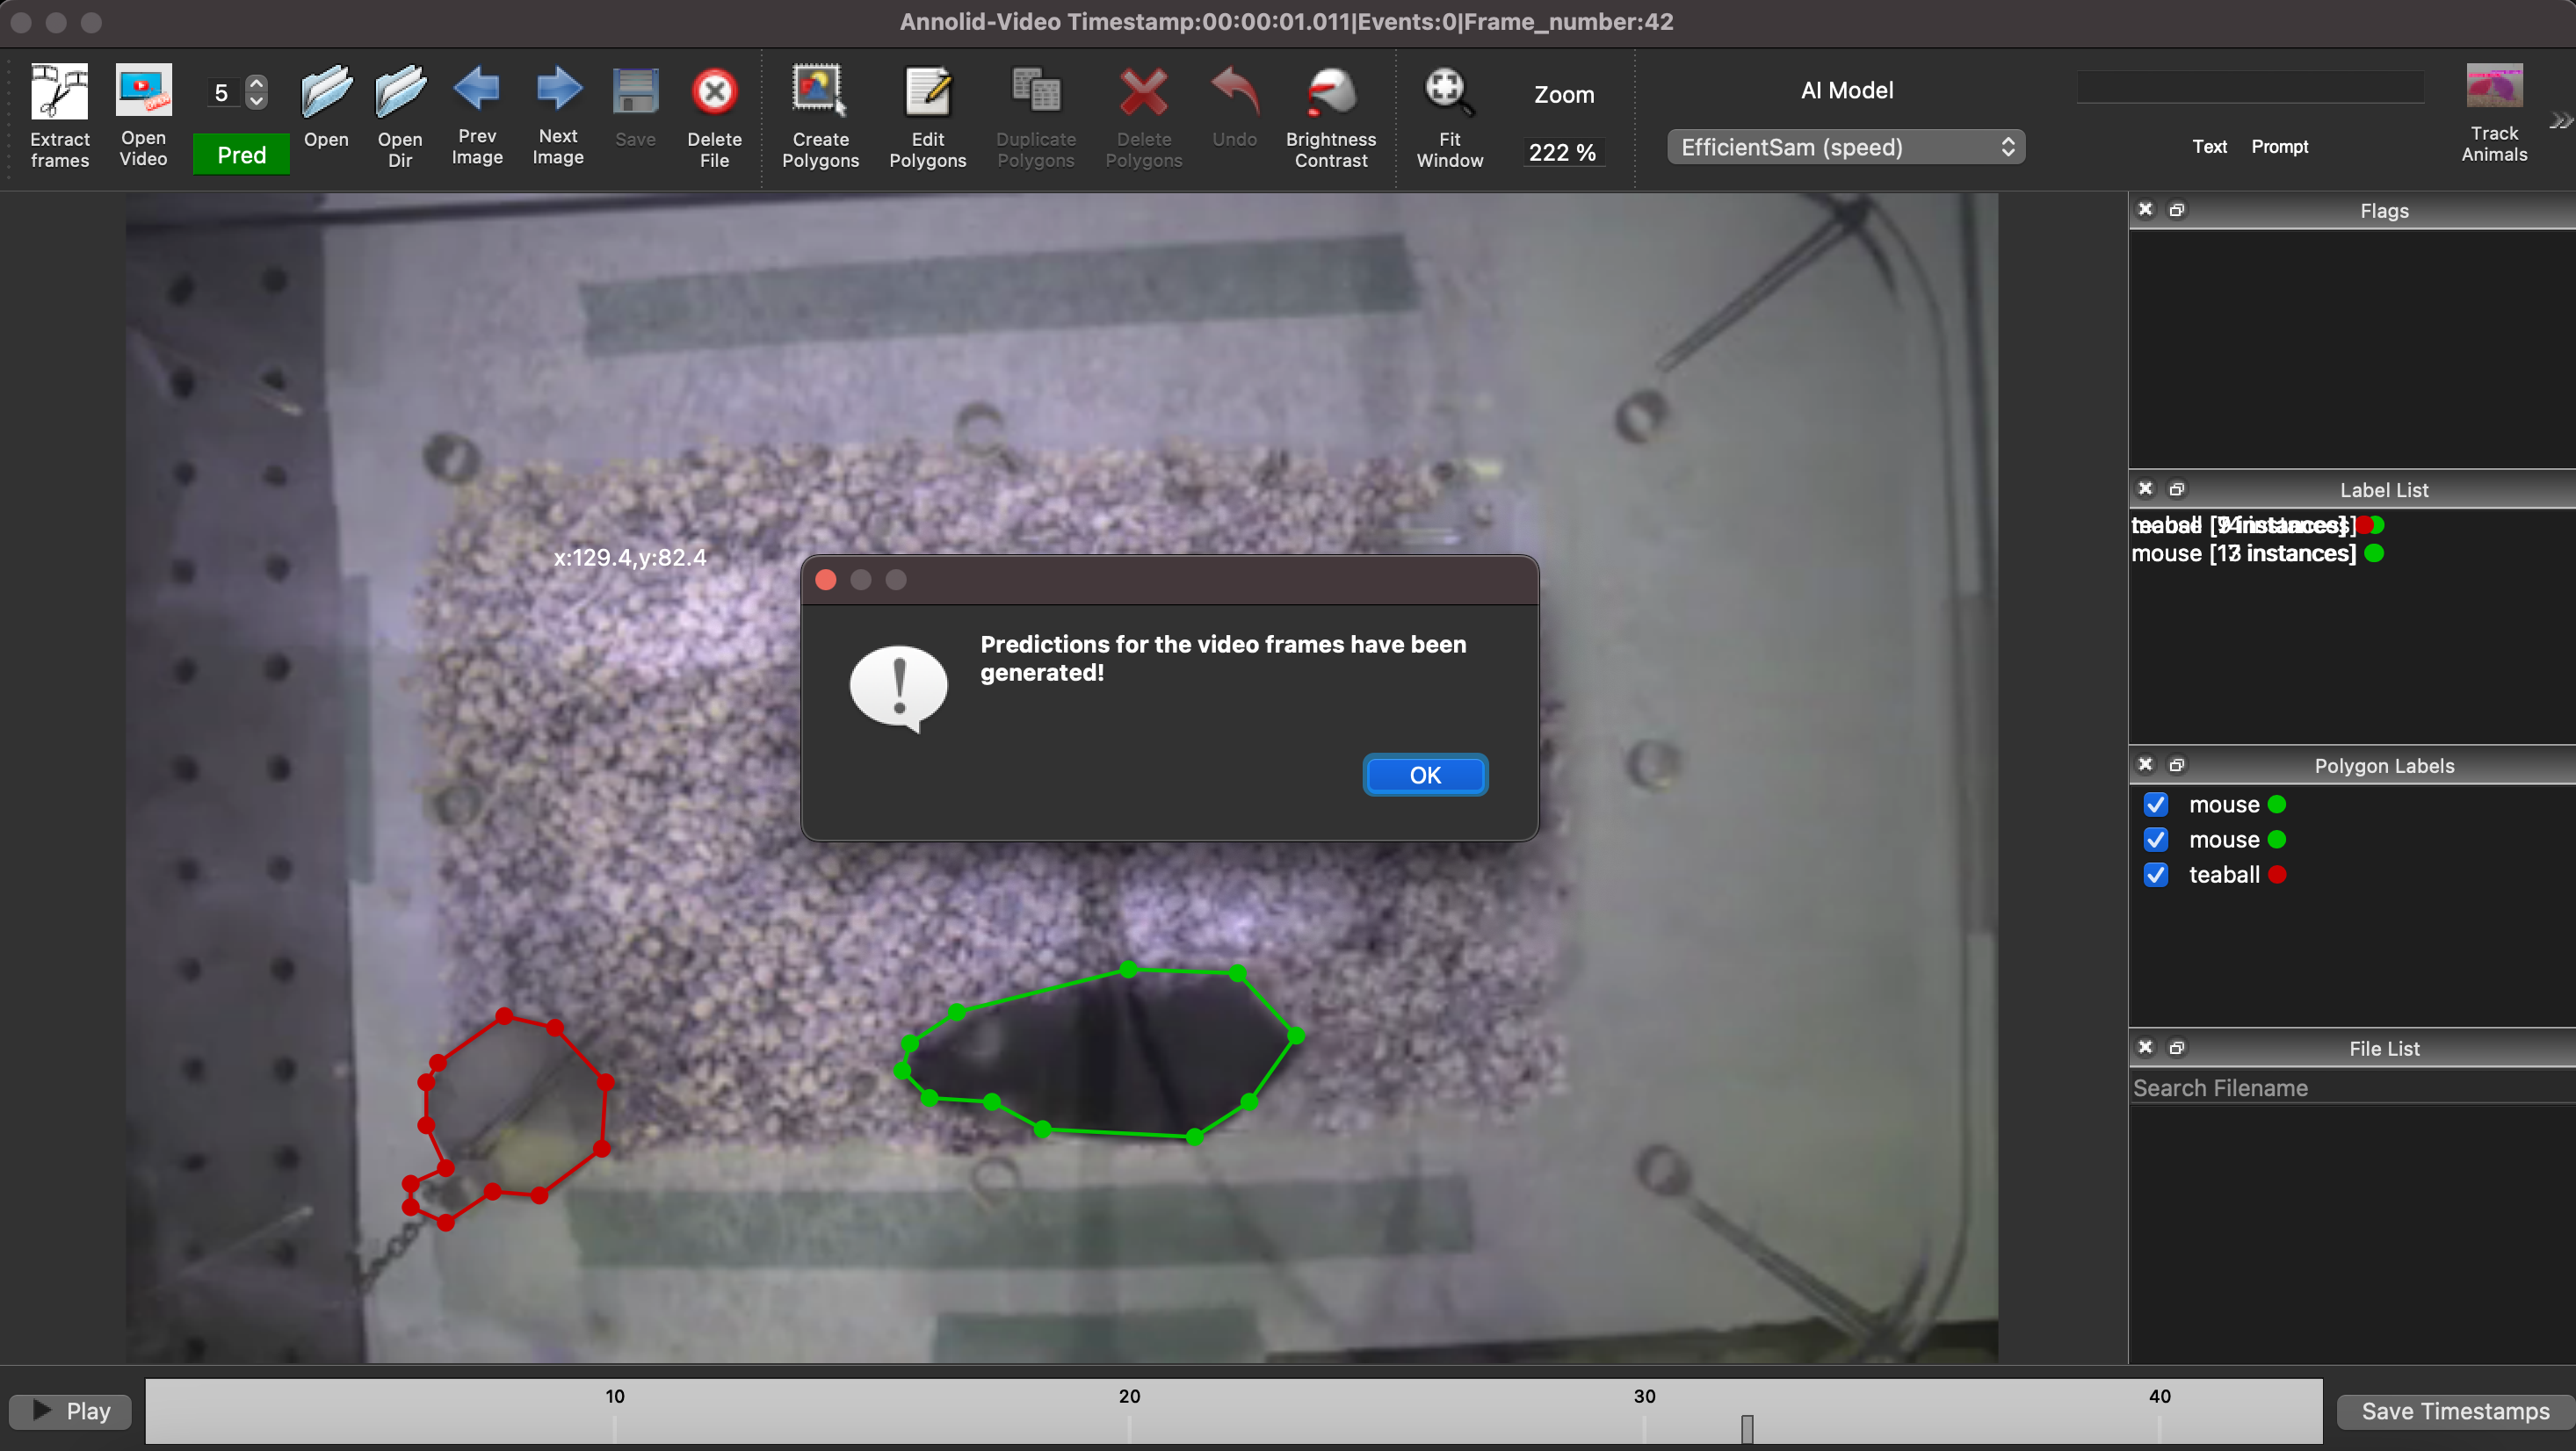 Annolid-Video Timestamp:00:00:01.011|Events:0|Frame_number:42
Extract frames
Open Video
5
Pred
Open
Open Dir
Prev Image
Next Image
Save
Delete File
Create Polygons
Edit Polygons
Duplicate Polygons
Delete Polygons
Undo
Brightness Contrast
Fit Window
Zoom
222 %
AI Model
EfficientSam (speed)
Text Prompt
Track Animals
Flags
Label List
mouse [ instances]
Polygon Labels
mouse
mouse
teaball
File List
Search Filename
x:129.4,y:82.4
Predictions for the video frames have been
generated!
OK
Play
10
20
30
40
Save Timestamps